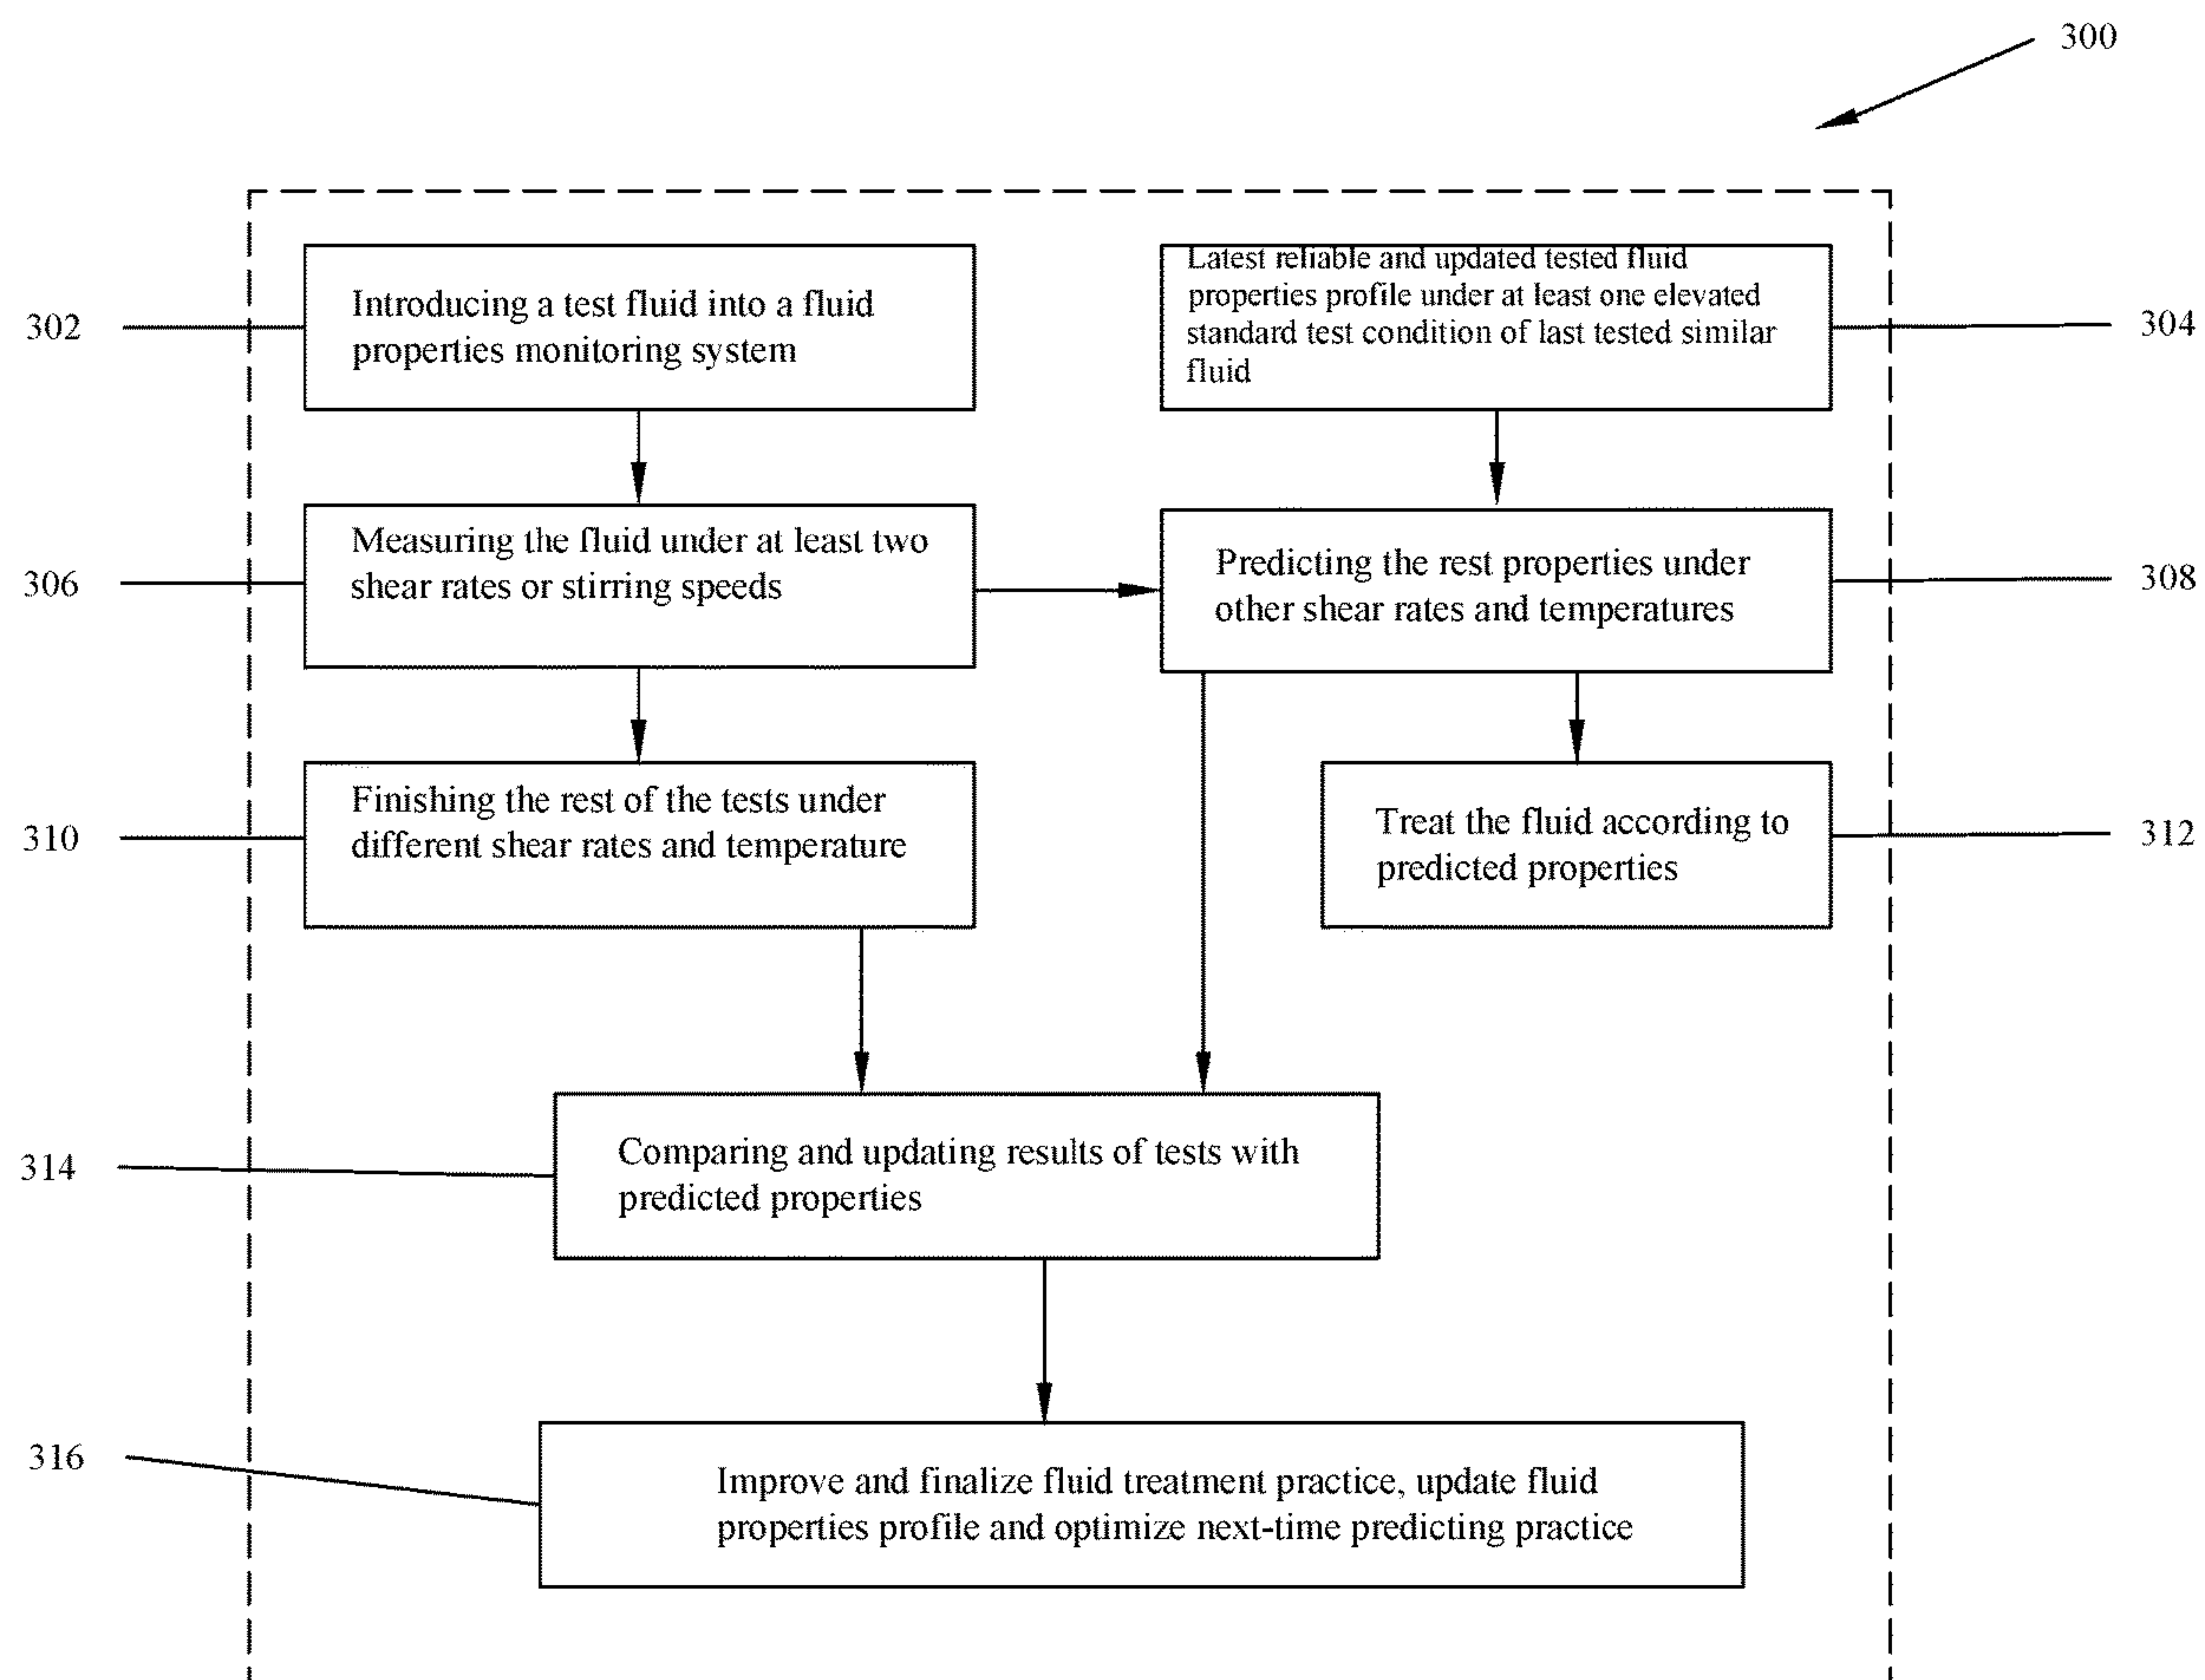 300
302
Introducing a test fluid into a fluid
properties monitoring system
Latest reliable and updated tested fluid
properties profile under at least one elevated
standard test condition of last tested similar
fluid
304
306
Measuring the fluid under at least two
shear rates or stirring speeds
Predicting the rest properties under
other shear rates and temperatures
308
310
Finishing the rest of the tests under
different shear rates and temperature
Treat the fluid according to
predicted properties
312
314
Comparing and updating results of tests with
predicted properties
316
Improve and finalize fluid treatment practice, update fluid
properties profile and optimize next-time predicting practice